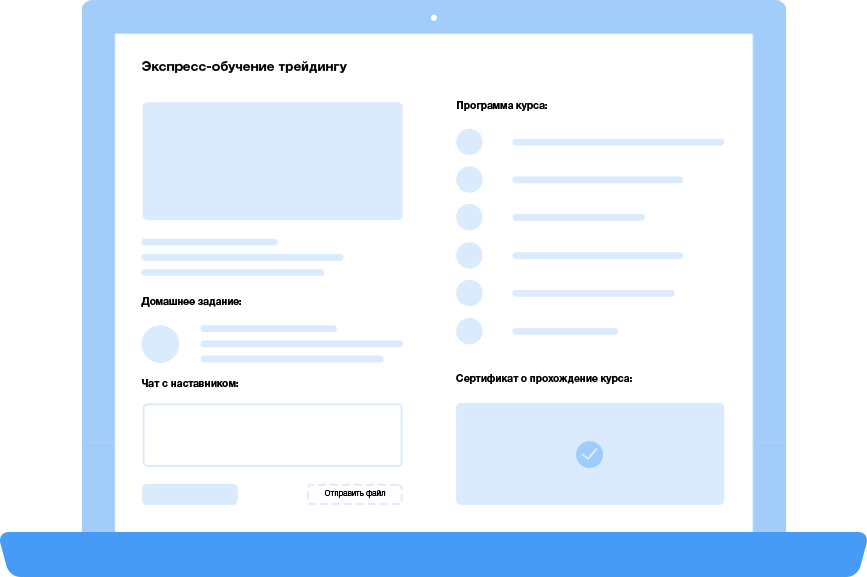 Экспресс-обучение трейдингу
Домашнее задание:
Чат с наставником:
Отправить файл
Программа курса:
Сертификат о прохождение курса: